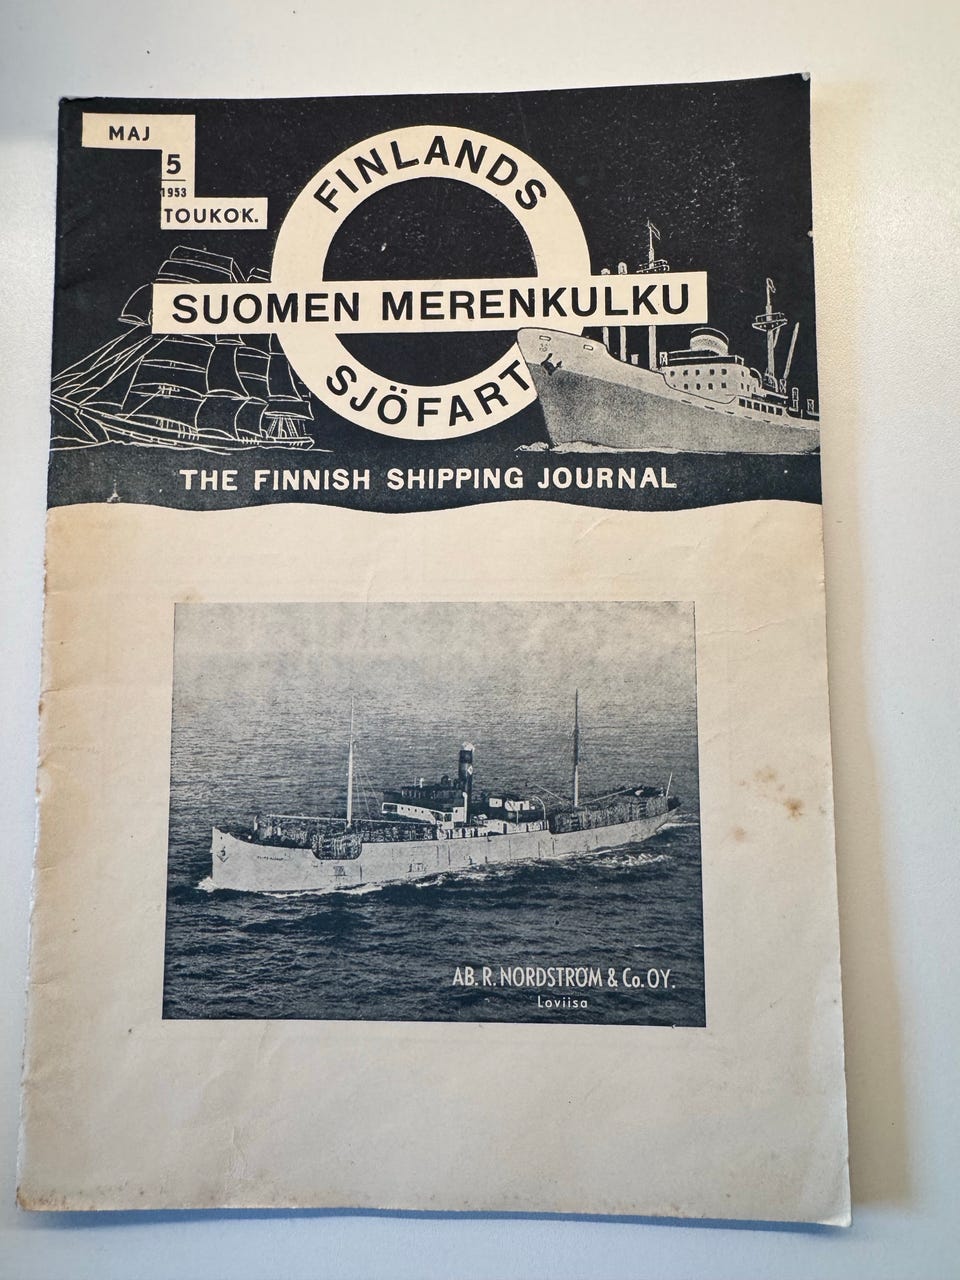 MAJ
5
1953
TOUKOK.
FINLANDS
SUOMEN MERENKULKU
SJÖFART
THE FINNISH SHIPPING JOURNAL
AB. R. NORDSTRÖM & Co. OY.
Loviisa